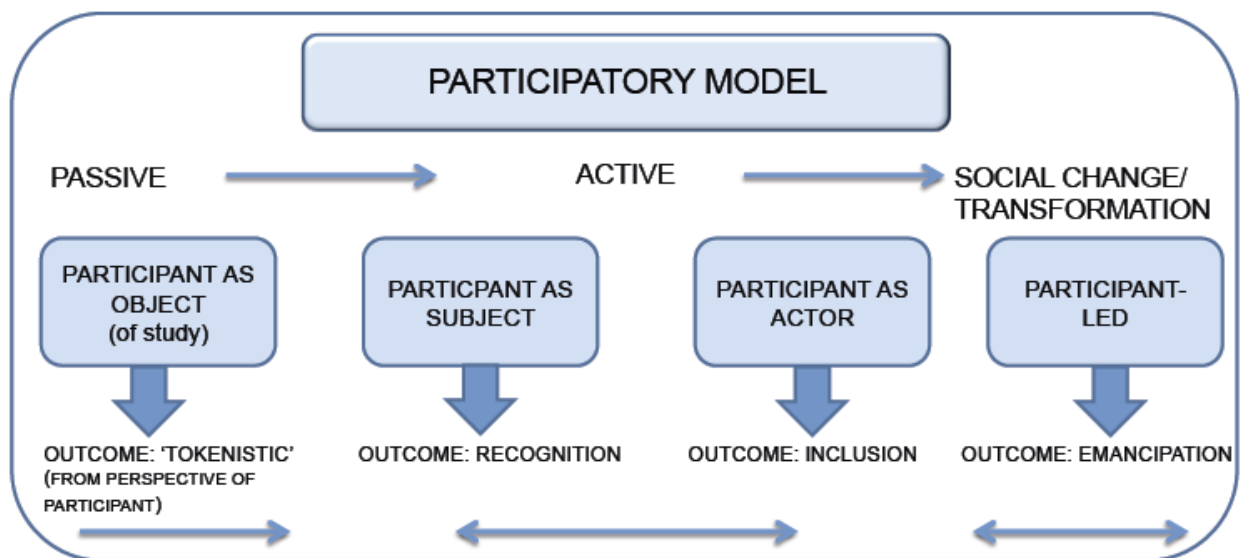 PARTICIPATORY MODEL
PASSIVE
ACTIVE
SOCIAL CHANGE/
TRANSFORMATION
PARTICIPANT AS
OBJECT
(of study)
PARTICPANT AS
SUBJECT
PARTICIPANT AS
ACTOR
PARTICIPANT-
LED
OUTCOME: ‘TOKENISTIC’
(FROM PERSPECTIVE OF
PARTICIPANT)
OUTCOME: RECOGNITION
OUTCOME: INCLUSION
OUTCOME: EMANCIPATION